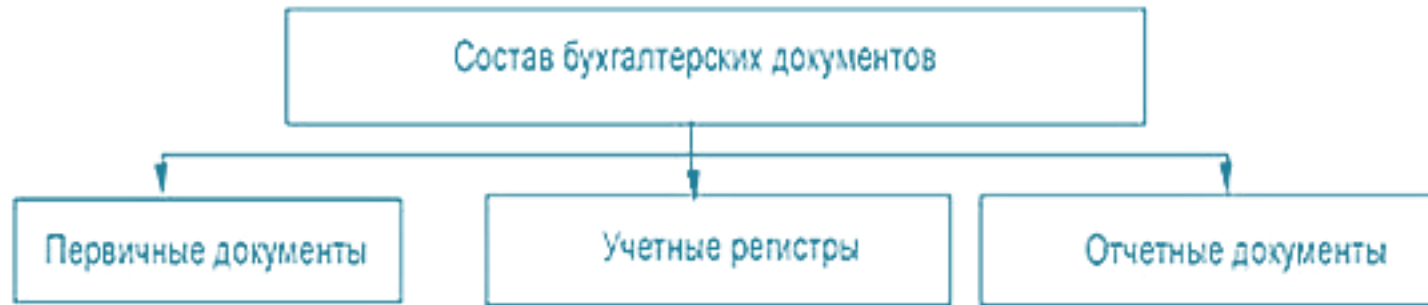 Состав бухгалтерских документов
Первичные документы
Учетные регистры
Отчетные документы